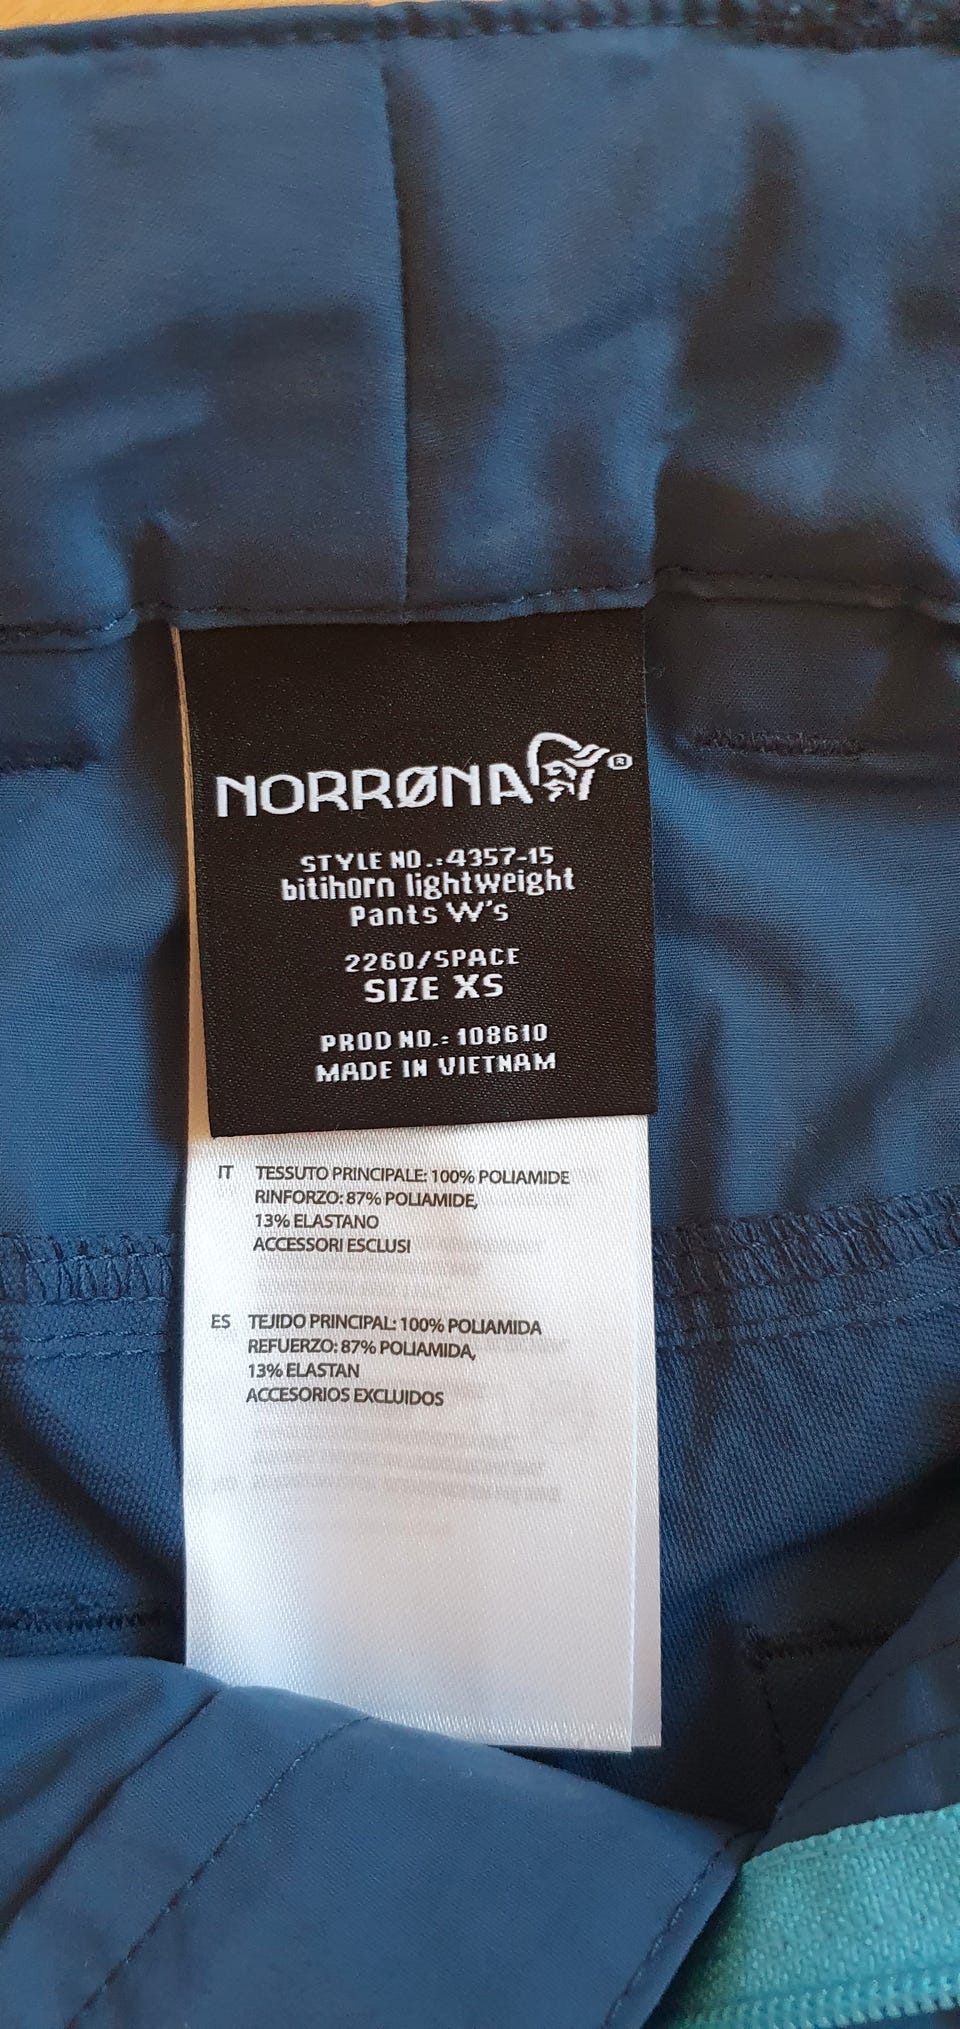 NORRØNA®
STYLE NO.:4357-15
bitihorn lightweight
Pants W's
2260/SPACE
SIZE XS
PROD NO.: 108610
MADE IN VIETNAM
IT TESSUTO PRINCIPALE: 100% POLIAMIDE
RINFORZO: 87% POLIAMIDE,
13% ELASTANO
ACCESSORI ESCLUSI
ES TEJIDO PRINCIPAL: 100% POLIAMIDA
REFUERZO: 87% POLIAMIDA,
13% ELASTAN
ACCESORIOS EXCLUIDOS